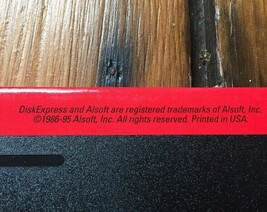 DiskExpress and Alsoft are registered trademarks of Alsoft, Inc.
©1986-95 Alsoft, Inc. All rights reserved. Printed in USA.